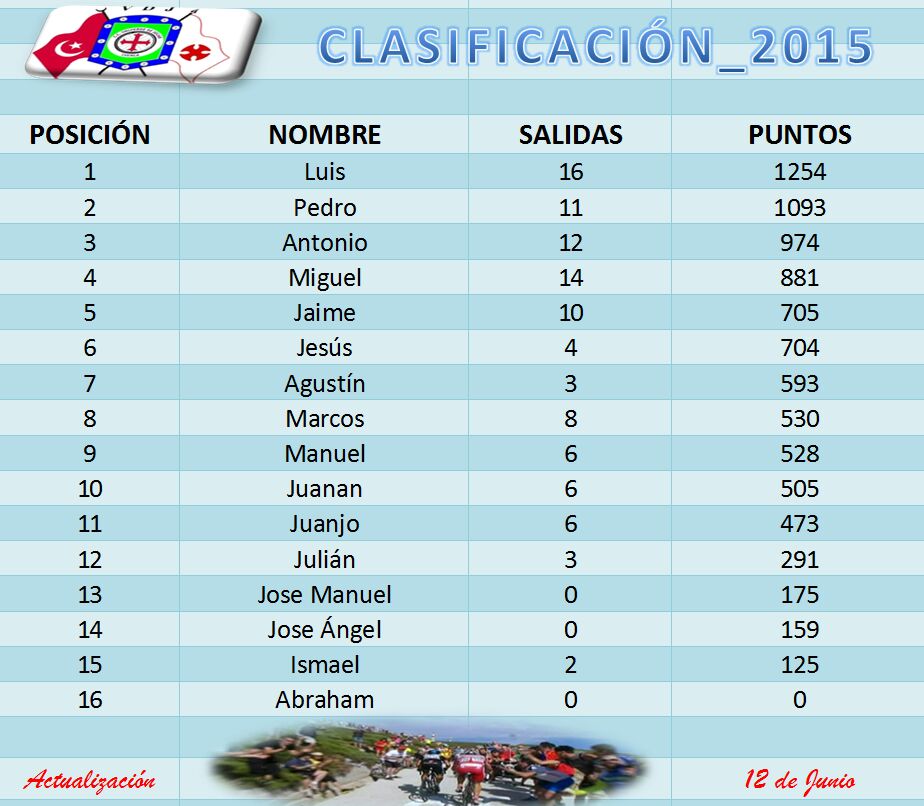 CLASIFICACIÓN_2015
POSICIÓN NOMBRE SALIDAS PUNTOS
1 Luis 16 1254
2 Pedro 11 1093
3 Antonio 12 974
4 Miguel 14 881
5 Jaime 10 705
6 Jesús 4 704
7 Agustín 3 593
8 Marcos 8 530
9 Manuel 6 528
10 Juanan 6 505
11 Juanjo 6 473
12 Julián 3 291
13 Jose Manuel 0 175
14 Jose Ángel 0 159
15 Ismael 2 125
16 Abraham 0 0
Actualización 12 de Junio